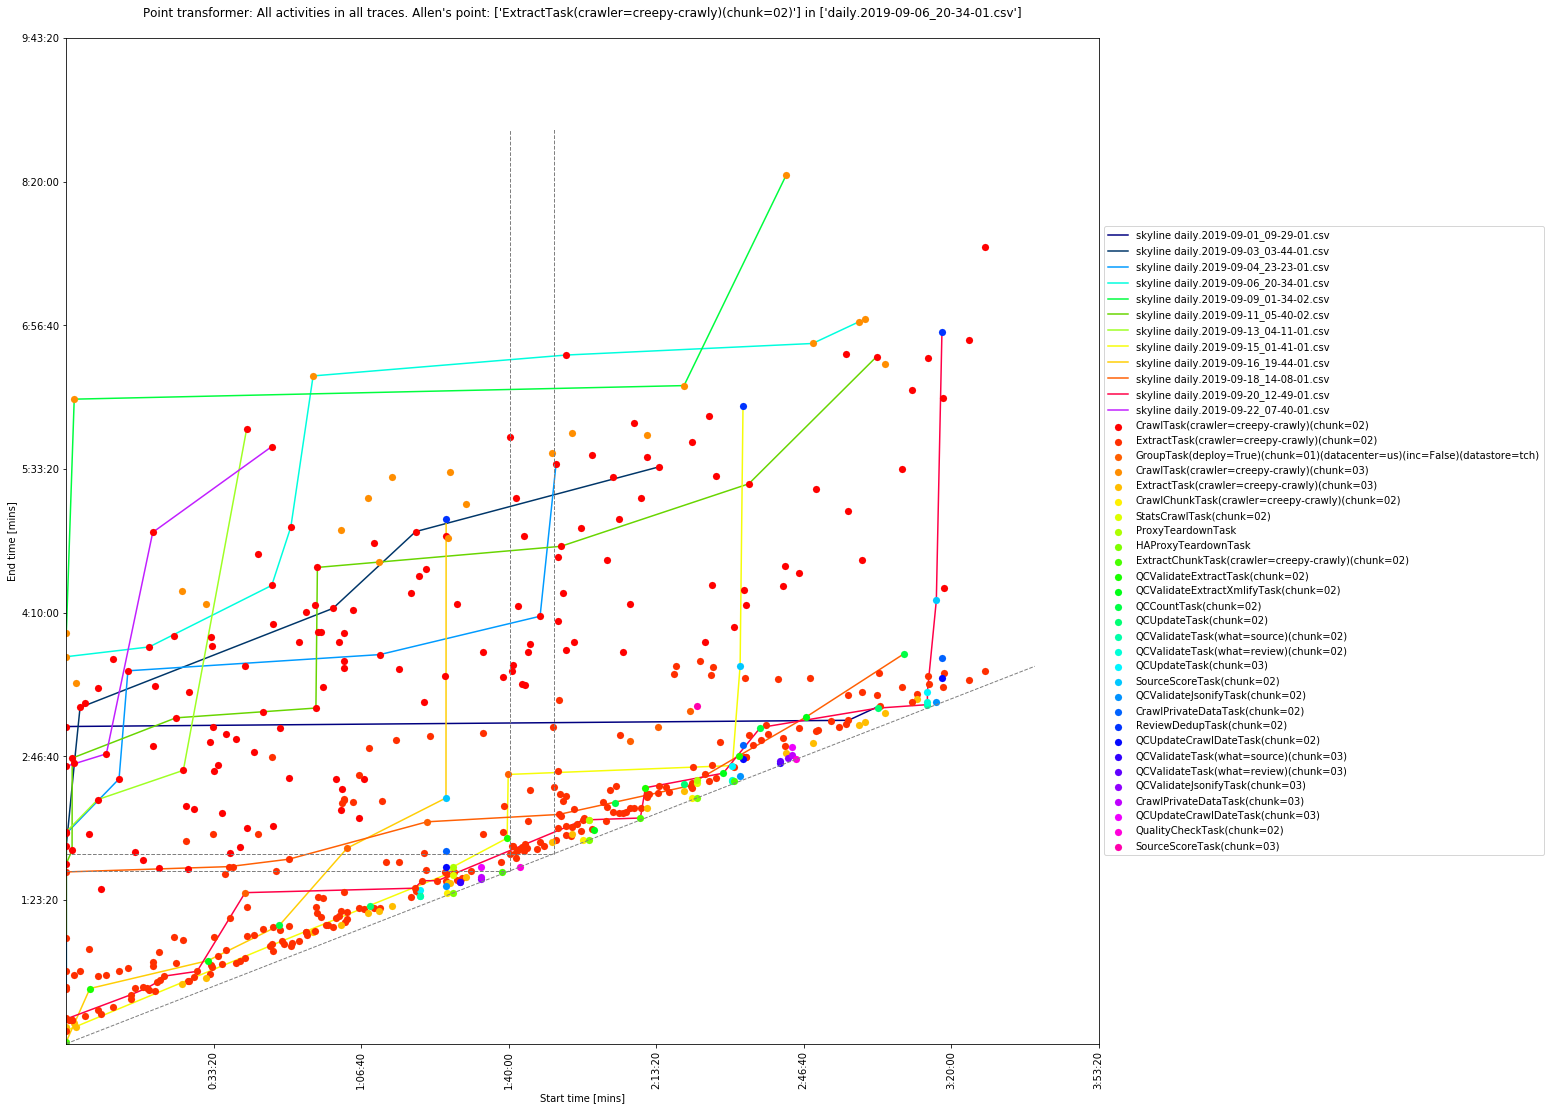 Point transformer: All activities in all traces. Allen's point: ['ExtractTask(crawler=creepy-crawly)(chunk=02)'] in ['daily.2019-09-06_20-34-01.csv']
9:43:20
8:20:00
6:56:40
5:33:20
4:10:00
2:46:40
1:23:20
End time [mins]
0:33:20
1:06:40
1:40:00
2:13:20
2:46:40
3:20:00
3:53:20
Start time [mins]
skyline daily.2019-09-01_09-29-01.csv
skyline daily.2019-09-03_03-44-01.csv
skyline daily.2019-09-04_23-23-01.csv
skyline daily.2019-09-06_20-34-01.csv
skyline daily.2019-09-09_01-34-02.csv
skyline daily.2019-09-11_05-40-02.csv
skyline daily.2019-09-13_04-11-01.csv
skyline daily.2019-09-15_01-41-01.csv
skyline daily.2019-09-16_19-44-01.csv
skyline daily.2019-09-18_14-08-01.csv
skyline daily.2019-09-20_12-49-01.csv
skyline daily.2019-09-22_07-40-01.csv
CrawlTask(crawler=creepy-crawly)(chunk=02)
ExtractTask(crawler=creepy-crawly)(chunk=02)
GroupTask(deploy=True)(chunk=01)(datacenter=us)(inc=False)(datastore=tch)
CrawlTask(crawler=creepy-crawly)(chunk=03)
ExtractTask(crawler=creepy-crawly)(chunk=03)
CrawlChunkTask(crawler=creepy-crawly)(chunk=02)
StatsCrawlTask(chunk=02)
ProxyTeardownTask
HAProxyTeardownTask
ExtractChunkTask(crawler=creepy-crawly)(chunk=02)
QCValidateExtractTask(chunk=02)
QCValidateExtractXmlifyTask(chunk=02)
QCCountTask(chunk=02)
QCUpdateTask(chunk=02)
QCValidateTask(what=source)(chunk=02)
QCValidateTask(what=review)(chunk=02)
QCUpdateTask(chunk=03)
SourceScoreTask(chunk=02)
QCValidateJsonifyTask(chunk=02)
CrawlPrivateDataTask(chunk=02)
ReviewDedupTask(chunk=02)
QCUpdateCrawlDateTask(chunk=02)
QCValidateTask(what=source)(chunk=03)
QCValidateTask(what=review)(chunk=03)
QCValidateJsonifyTask(chunk=03)
CrawlPrivateDataTask(chunk=03)
QCUpdateCrawlDateTask(chunk=03)
QualityCheckTask(chunk=02)
SourceScoreTask(chunk=03)